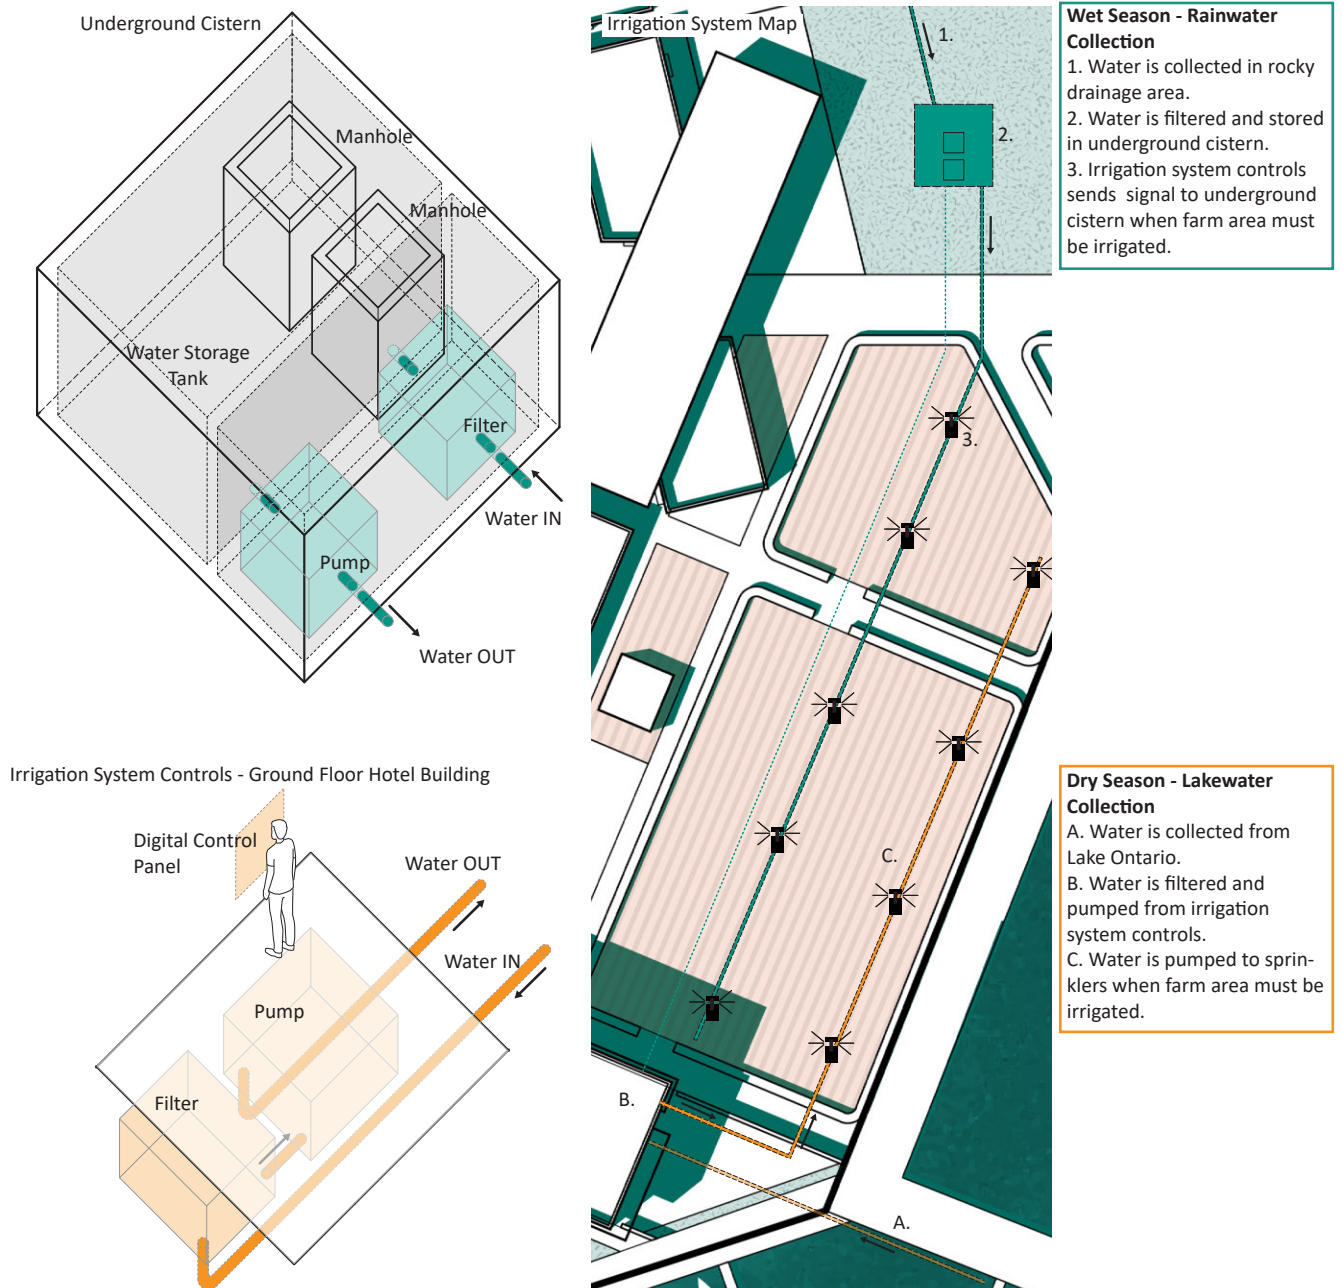 Underground Cistern
Manhole
Manhole
Water Storage
Tank
Filter
Water IN
Pump
Water OUT
Irrigation System Controls - Ground Floor Hotel Building
Digital Control
Panel
Water OUT
Water IN
Pump
Filter
Irrigation System Map
1.
2.
3.
C.
B.
A.
Wet Season - Rainwater
Collection
1. Water is collected in rocky
drainage area.
2. Water is filtered and stored
in underground cistern.
3. Irrigation system controls
sends signal to underground
cistern when farm area must
be irrigated.
Dry Season - Lakewater
Collection
A. Water is collected from
Lake Ontario.
B. Water is filtered and
pumped from irrigation
system controls.
C. Water is pumped to sprin-
klers when farm area must be
irrigated.